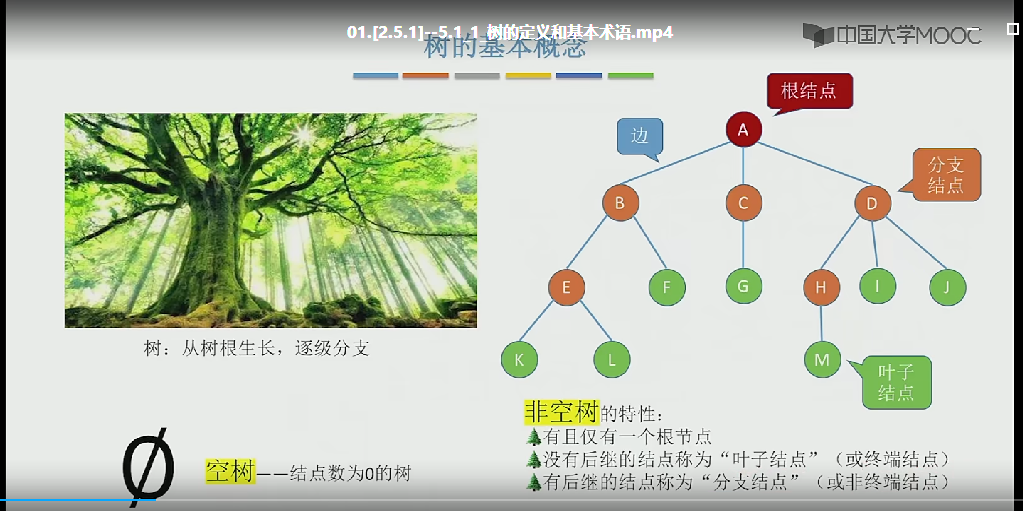 01.[2.5.1]--5.1_1_树的定义和基本术语.mp4
中国大学MOOC
树的基本概念
根结点
边
A
分支
结点
B
C
D
E
F
G
H
I
J
树：从树根生长，逐级分支
K
L
M
叶子
结点
非空树的特性：
有且仅有一个根节点
没有后继的结点称为“叶子结点”（或终端结点）
有后继的结点称为“分支结点”（或非终端结点）
Ø
空树——结点数为0的树